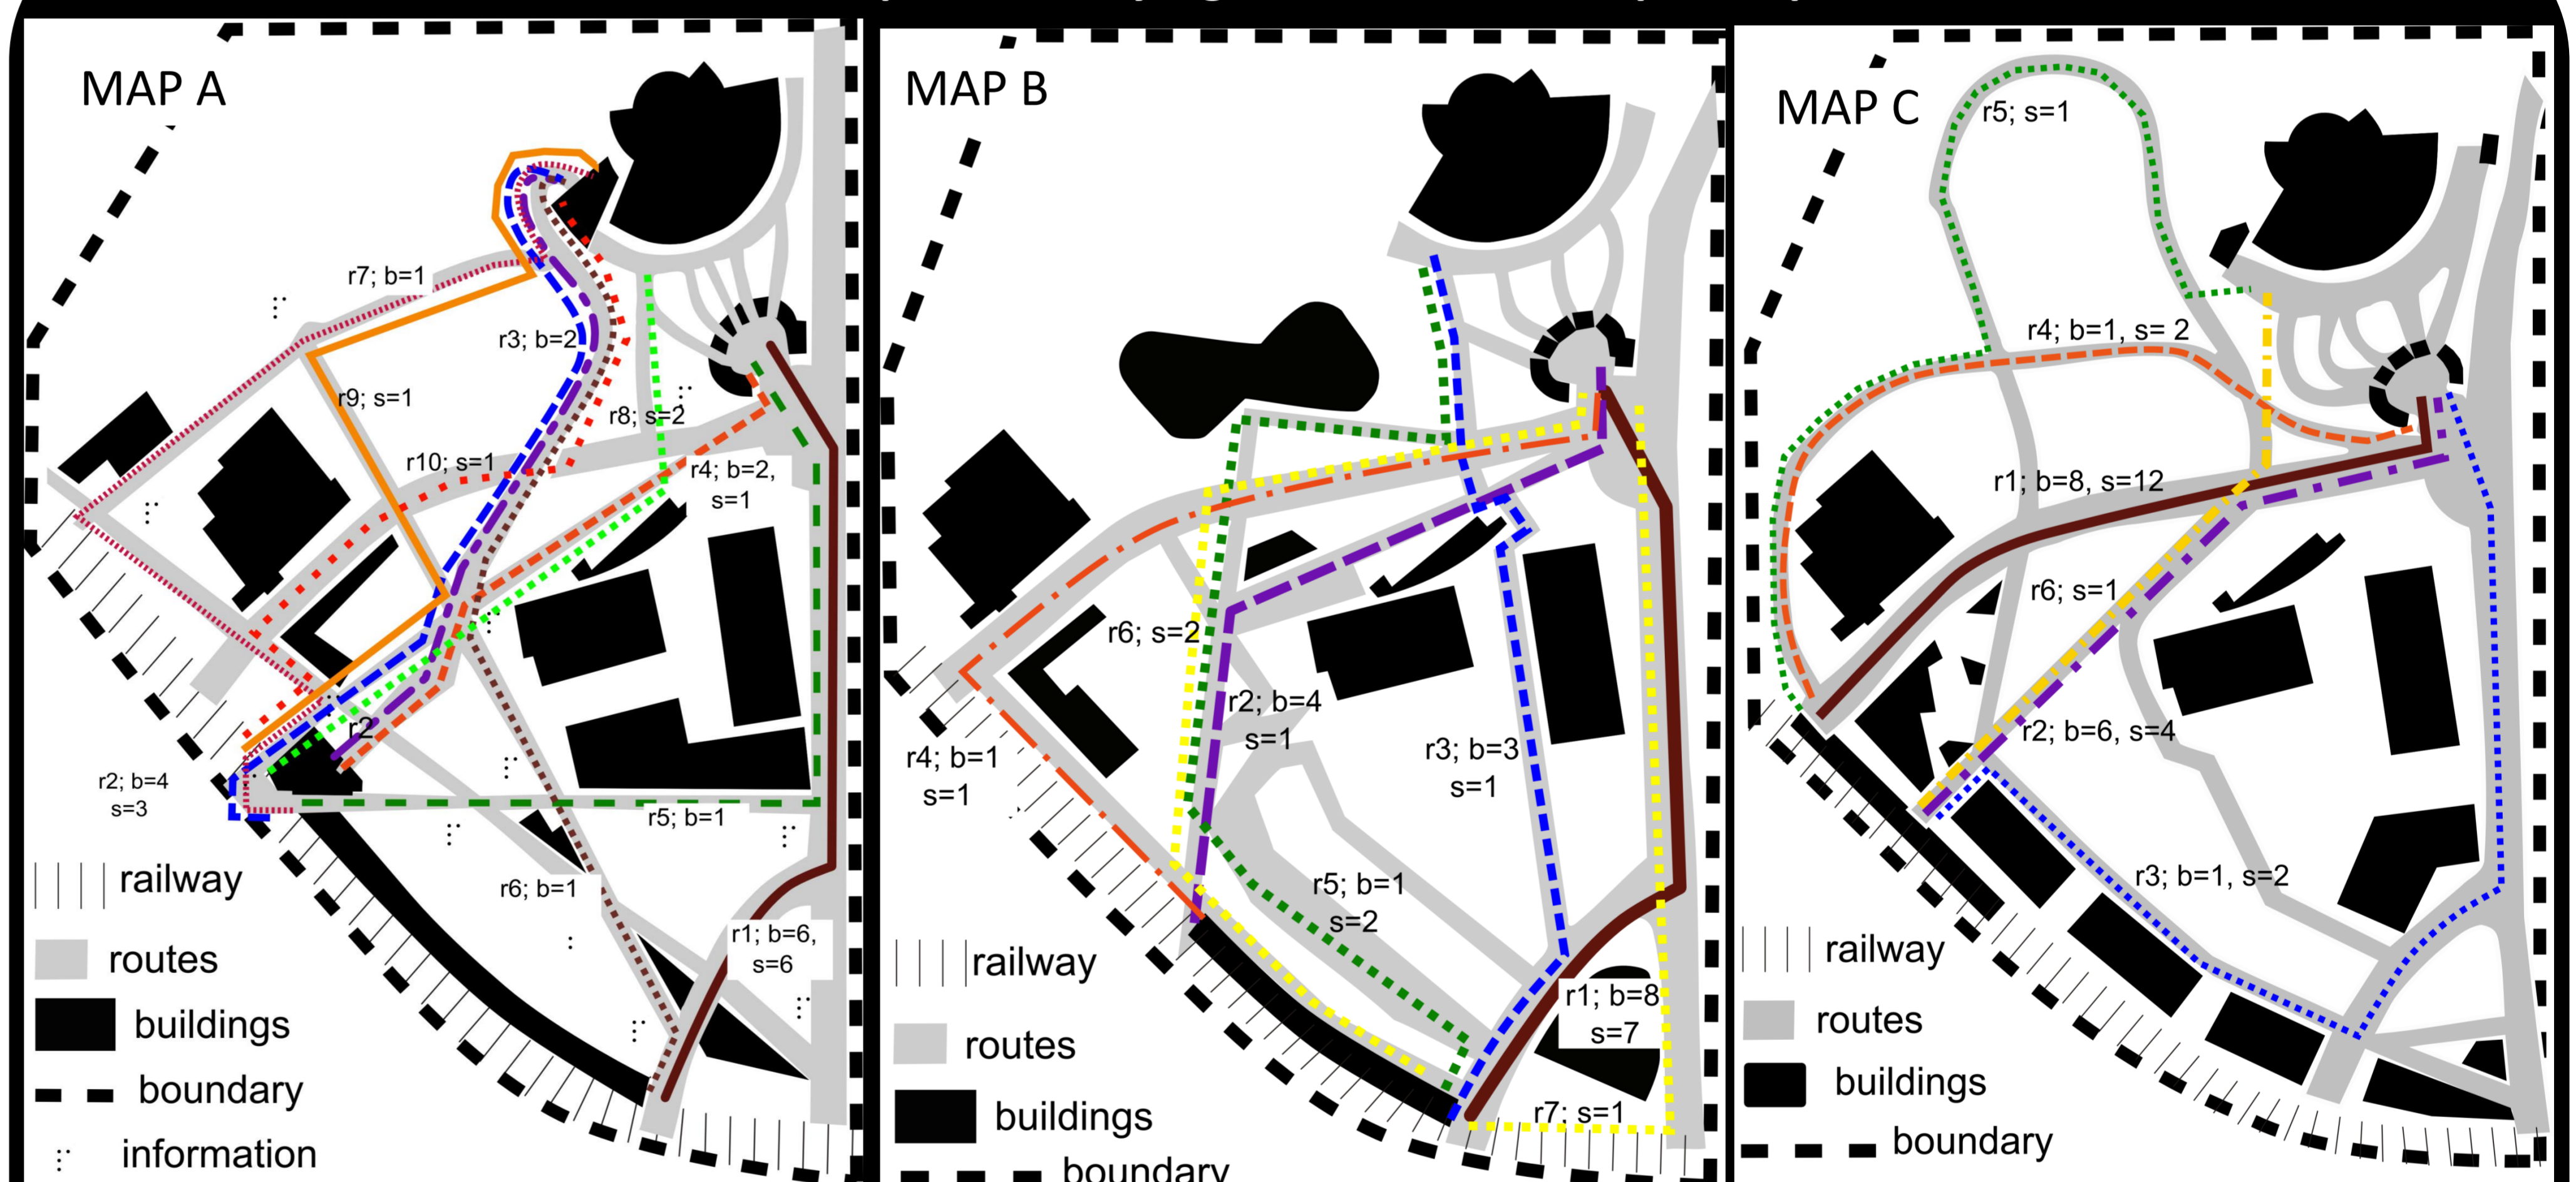 MAP A
r7; b=1
r3; b=2
r9; s=1
r8; s=2
r10; s=1
r4; b=2,
s=1
r2
r2; b=4
s=3
r5; b=1
r6; b=1
r1; b=6,
s=6
railway
routes
buildings
boundary
information
MAP B
r6; s=2
r2; b=4
s=1
r4; b=1
s=1
r3; b=3
s=1
r5; b=1
s=2
r1; b=8
s=7
r7; s=1
railway
routes
buildings
boundary
MAP C
r5; s=1
r4; b=1, s= 2
r1; b=8, s=12
r6; s=1
r2; b=6, s=4
r3; b=1, s=2
railway
routes
buildings
boundary